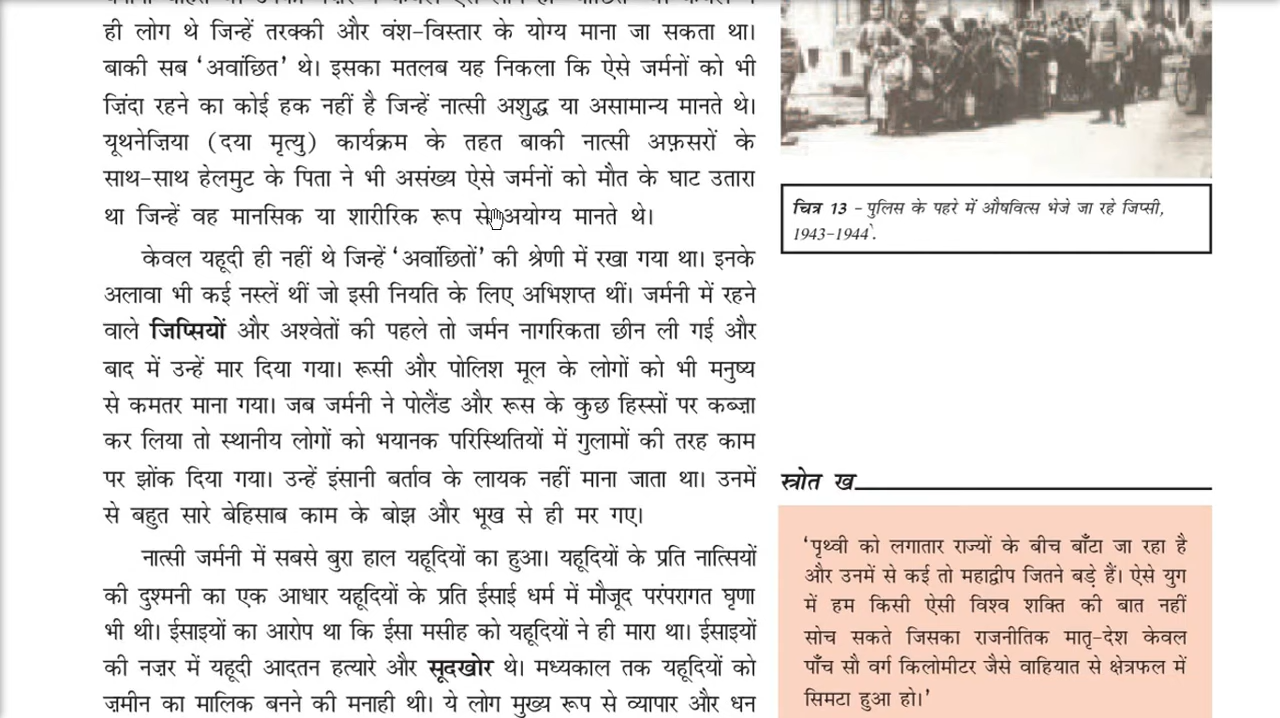 ही लोग थे जिन्हें तरक्की और वंश-विस्तार के योग्य माना जा सकता था।
बाकी सब ‘अवांछित’ थे। इसका मतलब यह निकला कि ऐसे जर्मनों को भी
ज़िंदा रहने का कोई हक नहीं है जिन्हें नात्सी अशुद्ध या असामान्य मानते थे।
यूथनेज़िया (दया मृत्यु) कार्यक्रम के तहत बाकी नात्सी अफ़सरों के
साथ-साथ हेलमुट के पिता ने भी असंख्य ऐसे जर्मनों को मौत के घाट उतारा
था जिन्हें वह मानसिक या शारीरिक रूप से अयोग्य मानते थे।
केवल यहूदी ही नहीं थे जिन्हें ‘अवांछितों’ की श्रेणी में रखा गया था। इनके
अलावा भी कई नस्लें थीं जो इसी नियति के लिए अभिशप्त थीं। जर्मनी में रहने
वाले जिप्सियों और अश्वेतों की पहले तो जर्मन नागरिकता छीन ली गई और
बाद में उन्हें मार दिया गया। रूसी और पोलिश मूल के लोगों को भी मनुष्य
से कमतर माना गया। जब जर्मनी ने पोलैंड और रूस के कुछ हिस्सों पर कब्ज़ा
कर लिया तो स्थानीय लोगों को भयानक परिस्थितियों में गुलामों की तरह काम
पर झोंक दिया गया। उन्हें इंसानी बर्ताव के लायक नहीं माना जाता था। उनमें
से बहुत सारे बेहिसाब काम के बोझ और भूख से ही मर गए।
नात्सी जर्मनी में सबसे बुरा हाल यहूदियों का हुआ। यहूदियों के प्रति नात्सियों
की दुश्मनी का एक आधार यहूदियों के प्रति ईसाई धर्म में मौजूद परंपरागत घृणा
भी थी। ईसाइयों का आरोप था कि ईसा मसीह को यहूदियों ने ही मारा था। ईसाइयों
की नज़र में यहूदी आदतन हत्यारे और सूदखोर थे। मध्यकाल तक यहूदियों को
ज़मीन का मालिक बनने की मनाही थी। ये लोग मुख्य रूप से व्यापार और धन
चित्र 13 - पुलिस के पहरे में औषवित्स भेजे जा रहे जिप्सी,
1943-1944`.
स्त्रोत ख
‘पृथ्वी को लगातार राज्यों के बीच बाँटा जा रहा है
और उनमें से कई तो महाद्वीप जितने बड़े हैं। ऐसे युग
में हम किसी ऐसी विश्व शक्ति की बात नहीं
सोच सकते जिसका राजनीतिक मातृ-देश केवल
पाँच सौ वर्ग किलोमीटर जैसे वाहियात से क्षेत्रफल में
सिमटा हुआ हो।’